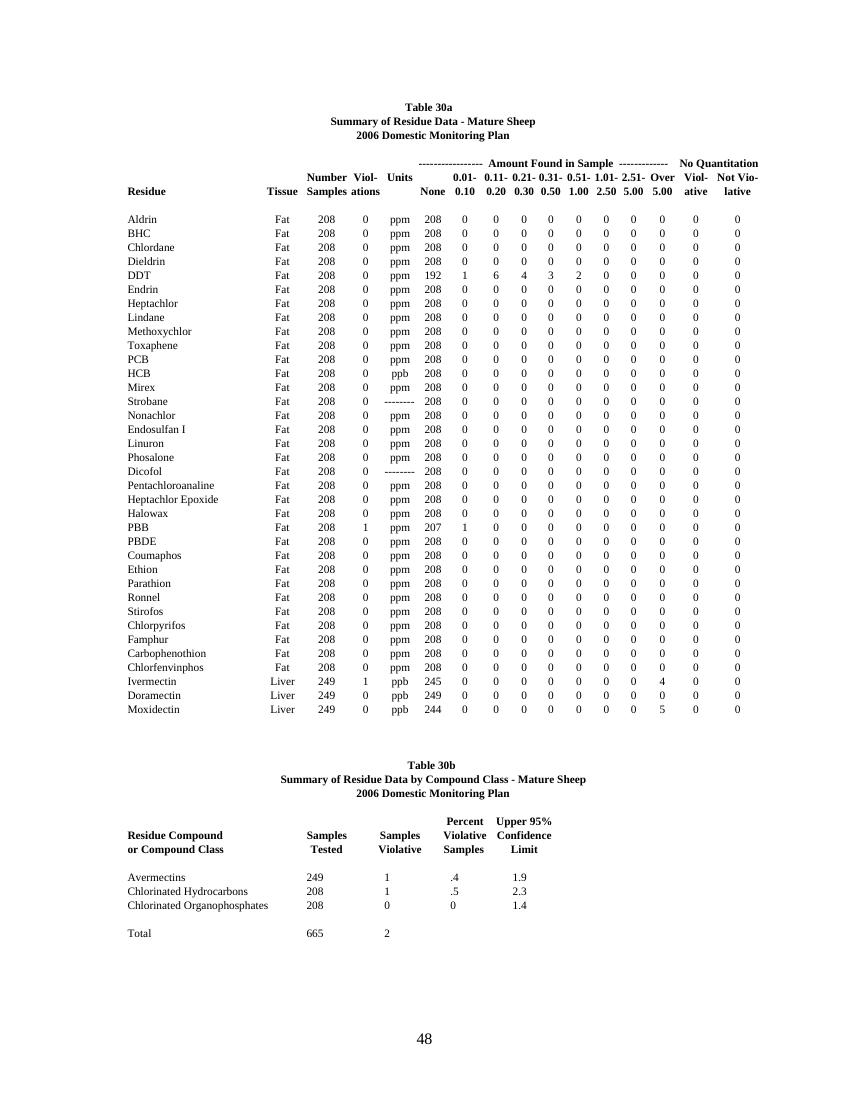 Table 30a
Summary of Residue Data - Mature Sheep
2006 Domestic Monitoring Plan
----------------- Amount Found in Sample ------------- No Quantitation
Number Viol- Units 0.01- 0.11- 0.21- 0.31- 0.51- 1.01- 2.51- Over Viol- Not Vio-
Residue Tissue Samples ations None 0.10 0.20 0.30 0.50 1.00 2.50 5.00 5.00 ative lative
Aldrin Fat 208 0 ppm 208 0 0 0 0 0 0 0 0 0 0
BHC Fat 208 0 ppm 208 0 0 0 0 0 0 0 0 0 0
Chlordane Fat 208 0 ppm 208 0 0 0 0 0 0 0 0 0 0
Dieldrin Fat 208 0 ppm 208 0 0 0 0 0 0 0 0 0 0
DDT Fat 208 0 ppm 192 1 6 4 3 2 0 0 0 0 0
Endrin Fat 208 0 ppm 208 0 0 0 0 0 0 0 0 0 0
Heptachlor Fat 208 0 ppm 208 0 0 0 0 0 0 0 0 0 0
Lindane Fat 208 0 ppm 208 0 0 0 0 0 0 0 0 0 0
Methoxychlor Fat 208 0 ppm 208 0 0 0 0 0 0 0 0 0 0
Toxaphene Fat 208 0 ppm 208 0 0 0 0 0 0 0 0 0 0
PCB Fat 208 0 ppm 208 0 0 0 0 0 0 0 0 0 0
HCB Fat 208 0 ppb 208 0 0 0 0 0 0 0 0 0 0
Mirex Fat 208 0 ppm 208 0 0 0 0 0 0 0 0 0 0
Strobane Fat 208 0 -------- 208 0 0 0 0 0 0 0 0 0 0
Nonachlor Fat 208 0 ppm 208 0 0 0 0 0 0 0 0 0 0
Endosulfan I Fat 208 0 ppm 208 0 0 0 0 0 0 0 0 0 0
Linuron Fat 208 0 ppm 208 0 0 0 0 0 0 0 0 0 0
Phosalone Fat 208 0 ppm 208 0 0 0 0 0 0 0 0 0 0
Dicofol Fat 208 0 -------- 208 0 0 0 0 0 0 0 0 0 0
Pentachloroanaline Fat 208 0 ppm 208 0 0 0 0 0 0 0 0 0 0
Heptachlor Epoxide Fat 208 0 ppm 208 0 0 0 0 0 0 0 0 0 0
Halowax Fat 208 0 ppm 208 0 0 0 0 0 0 0 0 0 0
PBB Fat 208 1 ppm 207 1 0 0 0 0 0 0 0 0 0
PBDE Fat 208 0 ppm 208 0 0 0 0 0 0 0 0 0 0
Coumaphos Fat 208 0 ppm 208 0 0 0 0 0 0 0 0 0 0
Ethion Fat 208 0 ppm 208 0 0 0 0 0 0 0 0 0 0
Parathion Fat 208 0 ppm 208 0 0 0 0 0 0 0 0 0 0
Ronnel Fat 208 0 ppm 208 0 0 0 0 0 0 0 0 0 0
Stirofos Fat 208 0 ppm 208 0 0 0 0 0 0 0 0 0 0
Chlorpyrifos Fat 208 0 ppm 208 0 0 0 0 0 0 0 0 0 0
Famphur Fat 208 0 ppm 208 0 0 0 0 0 0 0 0 0 0
Carbophenothion Fat 208 0 ppm 208 0 0 0 0 0 0 0 0 0 0
Chlorfenvinphos Fat 208 0 ppm 208 0 0 0 0 0 0 0 0 0 0
Ivermectin Liver 249 1 ppb 245 0 0 0 0 0 0 0 4 0 0
Doramectin Liver 249 0 ppb 249 0 0 0 0 0 0 0 0 0 0
Moxidectin Liver 249 0 ppb 244 0 0 0 0 0 0 0 5 0 0
Table 30b
Summary of Residue Data by Compound Class - Mature Sheep
2006 Domestic Monitoring Plan
Percent Upper 95%
Residue Compound Samples Samples Violative Confidence
or Compound Class Tested Violative Samples Limit
Avermectins 249 1 .4 1.9
Chlorinated Hydrocarbons 208 1 .5 2.3
Chlorinated Organophosphates 208 0 0 1.4
Total 665 2
48